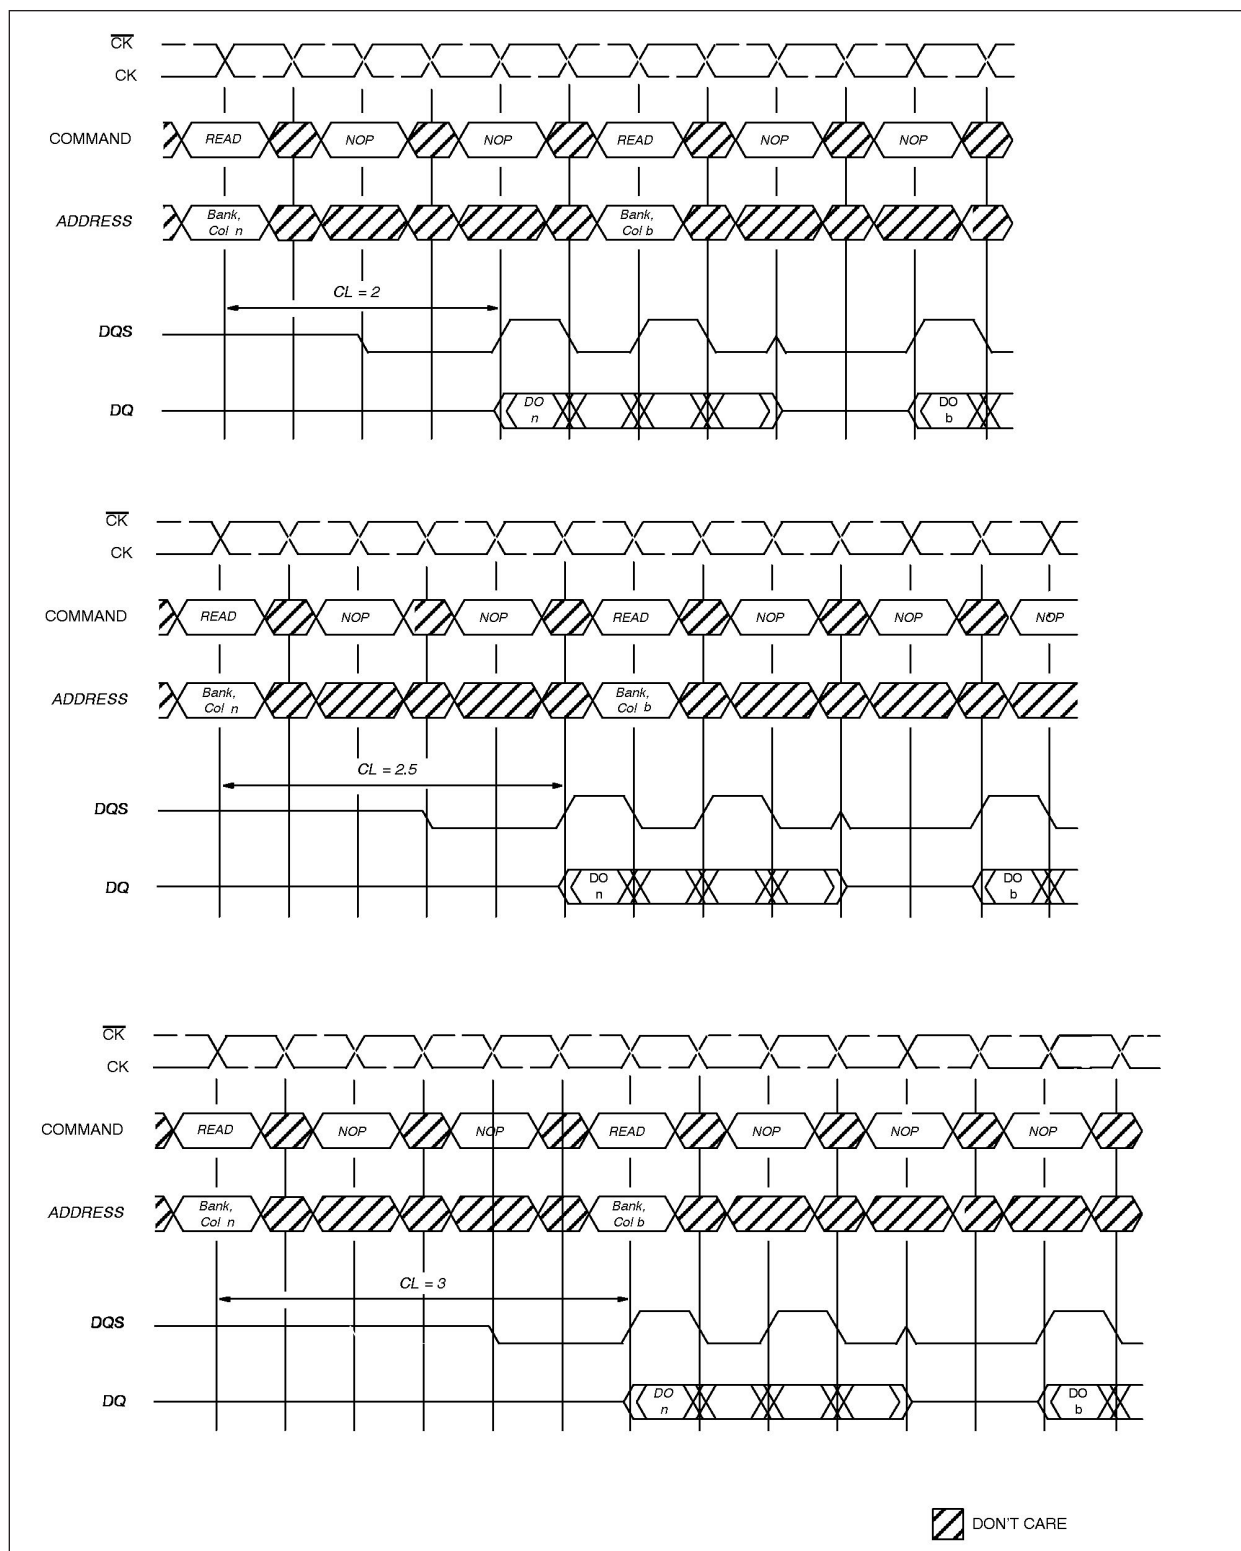 CK
CK
COMMAND READ NOP NOP READ NOP NOP
ADDRESS Bank, Col n Bank, Col b
CL = 2
DQS
DQ DO n DO b
CK
CK
COMMAND READ NOP NOP READ NOP NOP NOP
ADDRESS Bank, Col n Bank, Col b
CL = 2.5
DQS
DQ DO n DO b
CK
CK
COMMAND READ NOP NOP READ NOP NOP NOP
ADDRESS Bank, Col n Bank, Col b
CL = 3
DQS
DQ DO n DO b
DON'T CARE